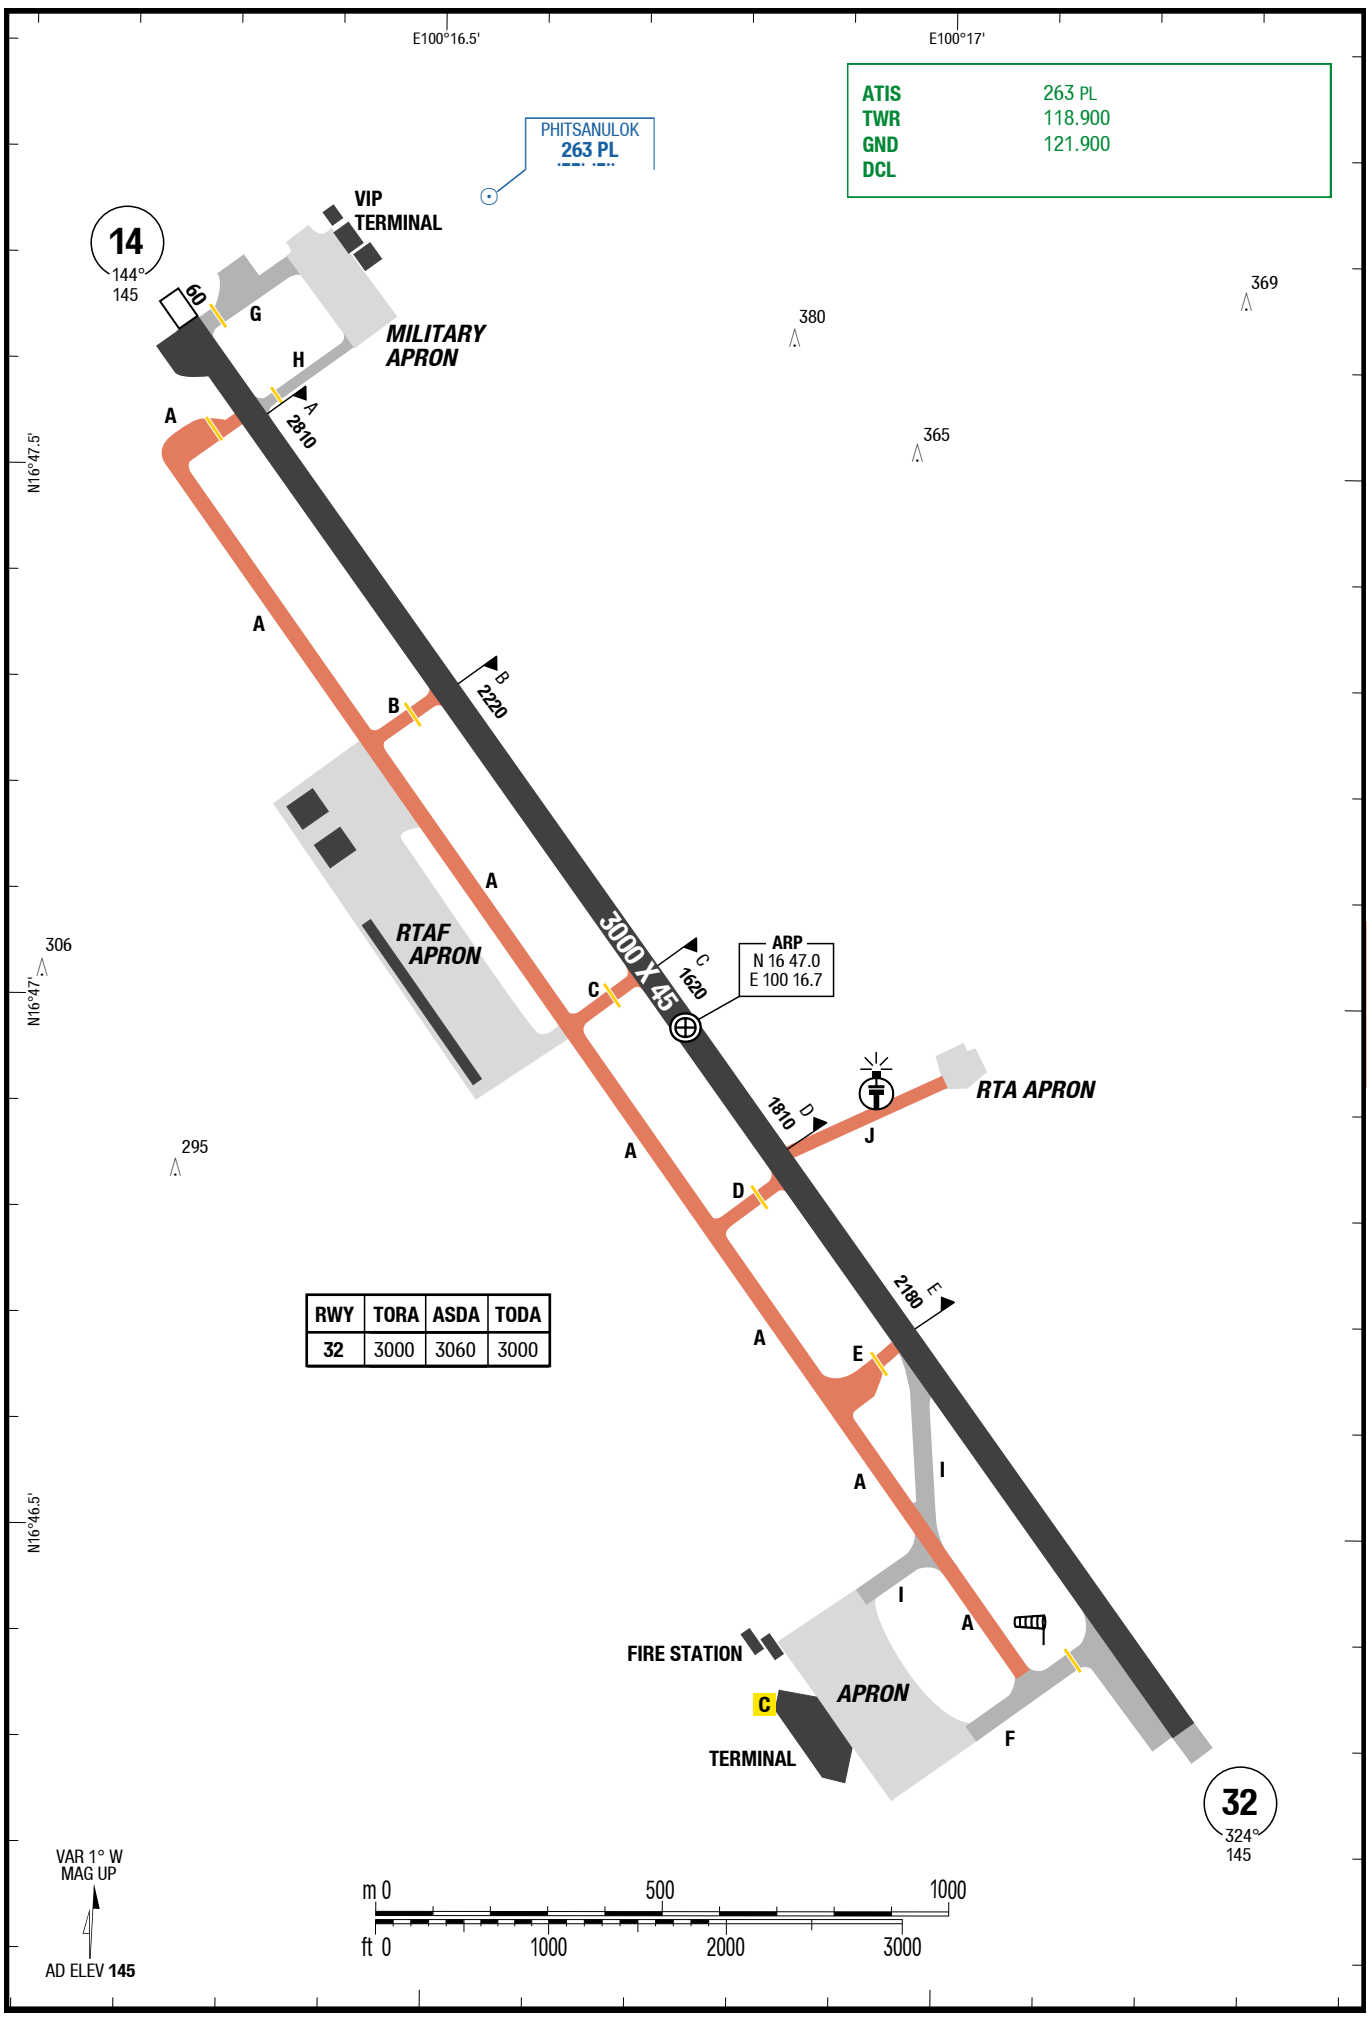 E100°16.5'
E100°17'
ATIS 263 PL
TWR 118.900
GND 121.900
DCL
PHITSANULOK
263 PL
VIP
TERMINAL
14
144°
145
60
G
369
380
MILITARY
APRON
H
A
A
2810
365
N16°47.5'
A
B
2220
B
A
RTAF
APRON
3000 X 45
C
1620
ARP
N 16 47.0
E 100 16.7
306
N16°47'
C
RTA APRON
D
1810
J
295
A
D
E
2180
RWY TORA ASDA TODA
32 3000 3060 3000
A
E
A
I
N16°46.5'
I
A
FIRE STATION
APRON
C
TERMINAL
F
32
324°
145
VAR 1° W
MAG UP
AD ELEV 145
m 0 500 1000
ft 0 1000 2000 3000